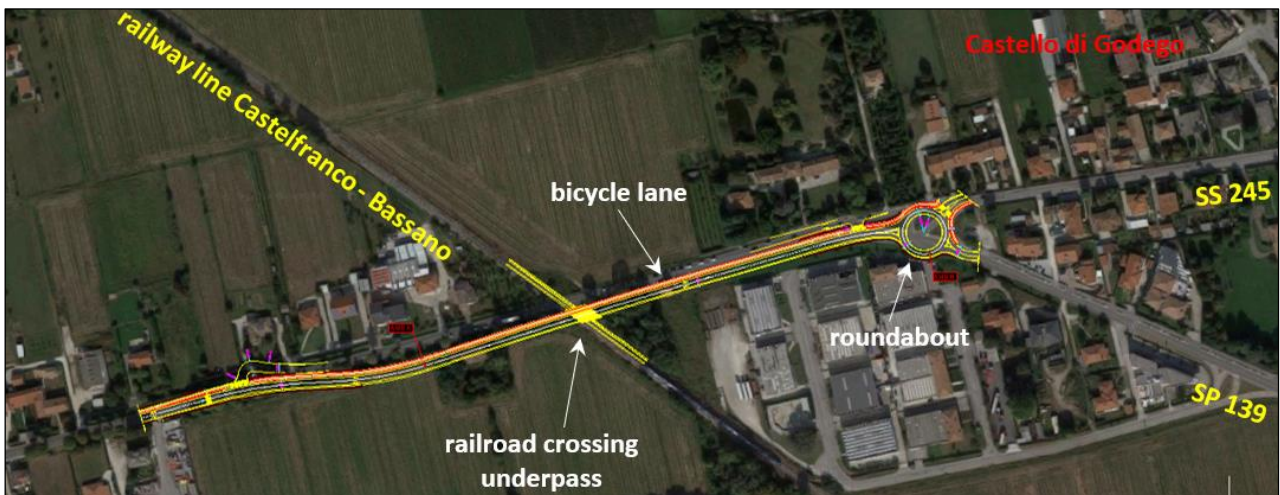 Castello di Godego
railway line Castelfranco - Bassano
bicycle lane
SS 245
roundabout
SP 139
railroad crossing
underpass